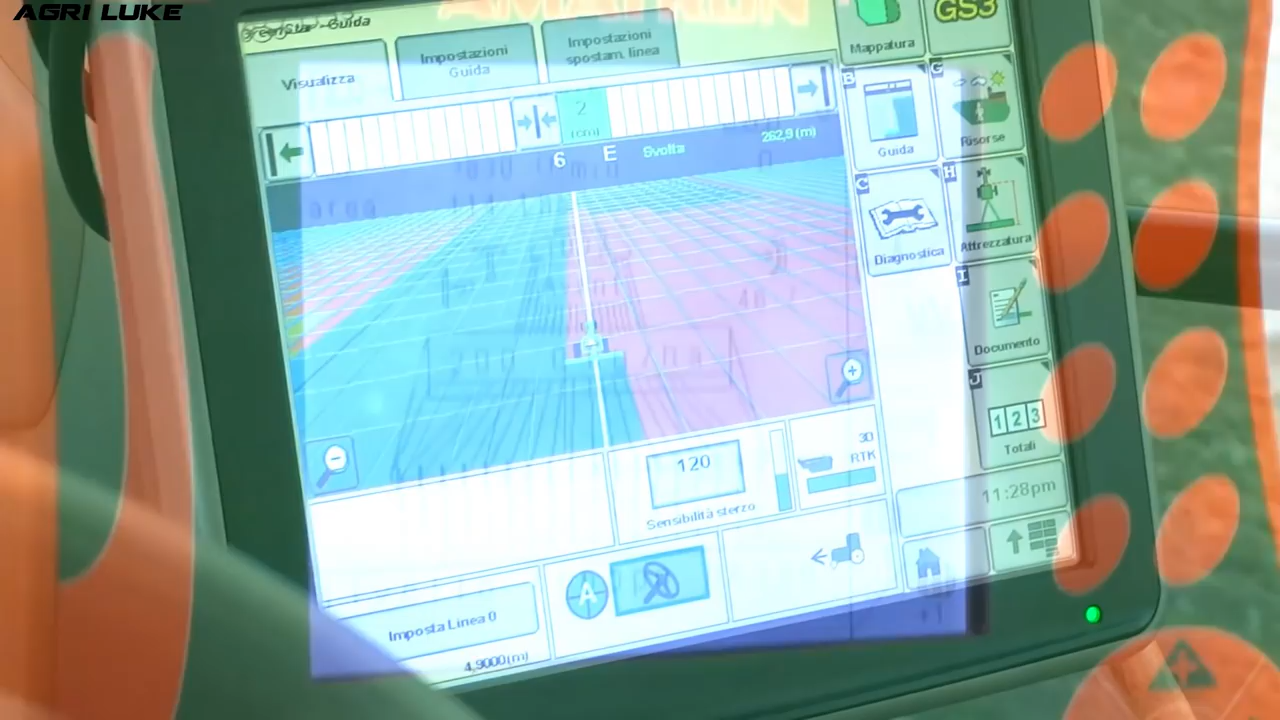 AGRI LUKE
GreenStar - Guida
AMATRON
GS3
Visualizza
Impostazioni
Guida
Impostazioni
spostam. linea
Mappatura
2
(cm)
6 E Svolta 262,9 (m)
B
Guida
G
Risorse
C
Diagnostica
H
Attrezzatura
I
Documento
J
1 2 3
Totali
120
Sensibilità sterzo
3D
RTK
11:28pm
A
Imposta Linea 0
4,9000(m)